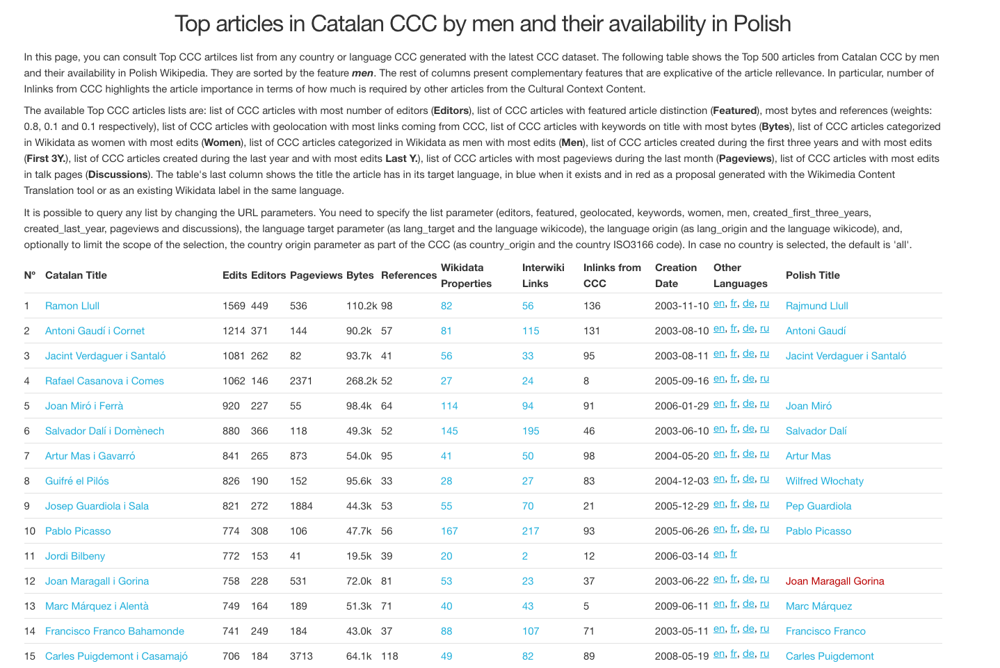 Top articles in Catalan CCC by men and their availability in Polish
In this page, you can consult Top CCC artilces list from any country or language CCC generated with the latest CCC dataset. The following table shows the Top 500 articles from Catalan CCC by men
and their availability in Polish Wikipedia. They are sorted by the feature men. The rest of columns present complementary features that are explicative of the article rellevance. In particular, number of
Inlinks from CCC highlights the article importance in terms of how much is required by other articles from the Cultural Context Content.
The available Top CCC articles lists are: list of CCC articles with most number of editors (Editors), list of CCC articles with featured article distinction (Featured), most bytes and references (weights:
0.8, 0.1 and 0.1 respectively), list of CCC articles with geolocation with most links coming from CCC, list of CCC articles with keywords on title with most bytes (Bytes), list of CCC articles categorized
in Wikidata as women with most edits (Women), list of CCC articles categorized in Wikidata as men with most edits (Men), list of CCC articles created during the first three years and with most edits
(First 3Y.), list of CCC articles created during the last year and with most edits Last Y.), list of CCC articles with most pageviews during the last month (Pageviews), list of CCC articles with most edits
in talk pages (Discussions). The table's last column shows the title the article has in its target language, in blue when it exists and in red as a proposal generated with the Wikimedia Content
Translation tool or as an existing Wikidata label in the same language.
It is possible to query any list by changing the URL parameters. You need to specify the list parameter (editors, featured, geolocated, keywords, women, men, created_first_three_years,
created_last_year, pageviews and discussions), the language target parameter (as lang_target and the language wikicode), the language origin (as lang_origin and the language wikicode), and,
optionally to limit the scope of the selection, the country origin parameter as part of the CCC (as country_origin and the country ISO3166 code). In case no country is selected, the default is 'all'.
Nº Catalan Title Edits Editors Pageviews Bytes References Wikidata Properties Interwiki Links Inlinks from CCC Creation Date Other Languages Polish Title
1 Ramon Llull 1569 449 536 110.2k 98 82 56 136 2003-11-10 en, fr, de, ru Rajmund Llull
2 Antoni Gaudí i Cornet 1214 371 144 90.2k 57 81 115 131 2003-08-10 en, fr, de, ru Antoni Gaudí
3 Jacint Verdaguer i Santaló 1081 262 82 93.7k 41 56 33 95 2003-08-11 en, fr, de, ru Jacint Verdaguer i Santaló
4 Rafael Casanova i Comes 1062 146 2371 268.2k 52 27 24 8 2005-09-16 en, fr, de, ru
5 Joan Miró i Ferrà 920 227 55 98.4k 64 114 94 91 2006-01-29 en, fr, de, ru Joan Miró
6 Salvador Dalí i Domènech 880 366 118 49.3k 52 145 195 46 2003-06-10 en, fr, de, ru Salvador Dalí
7 Artur Mas i Gavarró 841 265 873 54.0k 95 41 50 98 2004-05-20 en, fr, de, ru Artur Mas
8 Guifré el Pilós 826 190 152 95.6k 33 28 27 83 2004-12-03 en, fr, de, ru Wilfred Włochaty
9 Josep Guardiola i Sala 821 272 1884 44.3k 53 55 70 21 2005-12-29 en, fr, de, ru Pep Guardiola
10 Pablo Picasso 774 308 106 47.7k 56 167 217 93 2005-06-26 en, fr, de, ru Pablo Picasso
11 Jordi Bilbeny 772 153 41 19.5k 39 20 2 12 2006-03-14 en, fr
12 Joan Maragall i Gorina 758 228 531 72.0k 81 53 23 37 2003-06-22 en, fr, de, ru Joan Maragall Gorina
13 Marc Márquez i Alentà 749 164 189 51.3k 71 40 43 5 2009-06-11 en, fr, de, ru Marc Márquez
14 Francisco Franco Bahamonde 741 249 184 43.0k 37 88 107 71 2003-05-11 en, fr, de, ru Francisco Franco
15 Carles Puigdemont i Casamajó 706 184 3713 64.1k 118 49 82 89 2008-05-19 en, fr, de, ru Carles Puigdemont